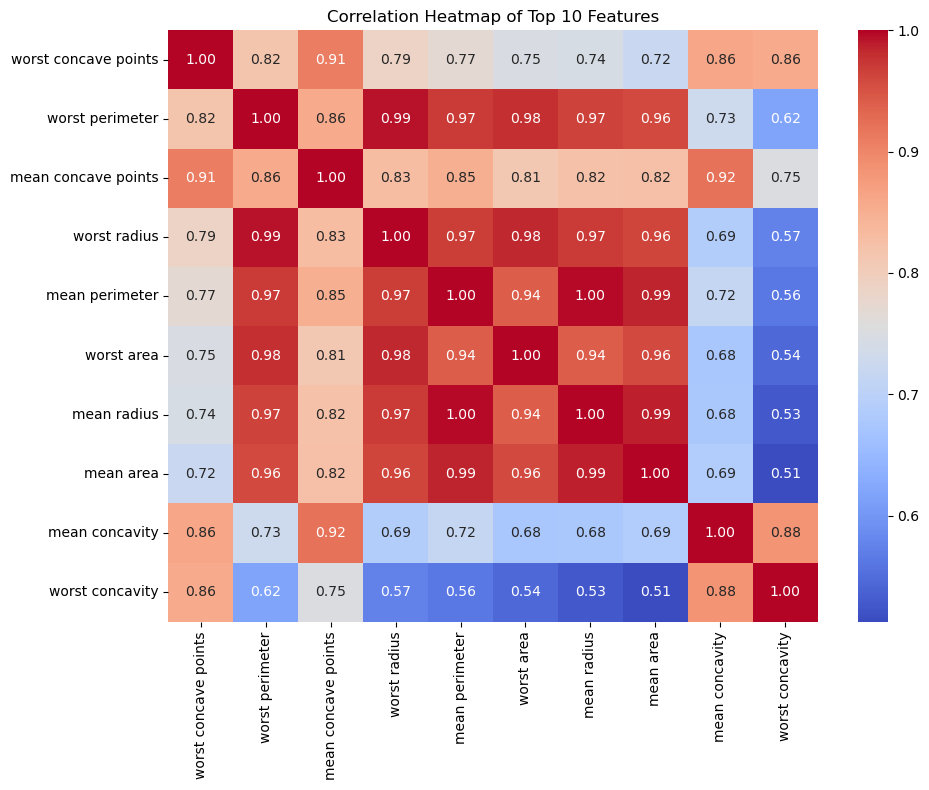 Correlation Heatmap of Top 10 Features
worst concave points 1.00 0.82 0.91 0.79 0.77 0.75 0.74 0.72 0.86 0.86
worst perimeter 0.82 1.00 0.86 0.99 0.97 0.98 0.97 0.96 0.73 0.62
mean concave points 0.91 0.86 1.00 0.83 0.85 0.81 0.82 0.82 0.92 0.75
worst radius 0.79 0.99 0.83 1.00 0.97 0.98 0.97 0.96 0.69 0.57
mean perimeter 0.77 0.97 0.85 0.97 1.00 0.94 1.00 0.99 0.72 0.56
worst area 0.75 0.98 0.81 0.98 0.94 1.00 0.94 0.96 0.68 0.54
mean radius 0.74 0.97 0.82 0.97 1.00 0.94 1.00 0.99 0.68 0.53
mean area 0.72 0.96 0.82 0.96 0.99 0.96 0.99 1.00 0.69 0.51
mean concavity 0.86 0.73 0.92 0.69 0.72 0.68 0.68 0.69 1.00 0.88
worst concavity 0.86 0.62 0.75 0.57 0.56 0.54 0.53 0.51 0.88 1.00
worst concave points
worst perimeter
mean concave points
worst radius
mean perimeter
worst area
mean radius
mean area
mean concavity
worst concavity
1.0
0.9
0.8
0.7
0.6